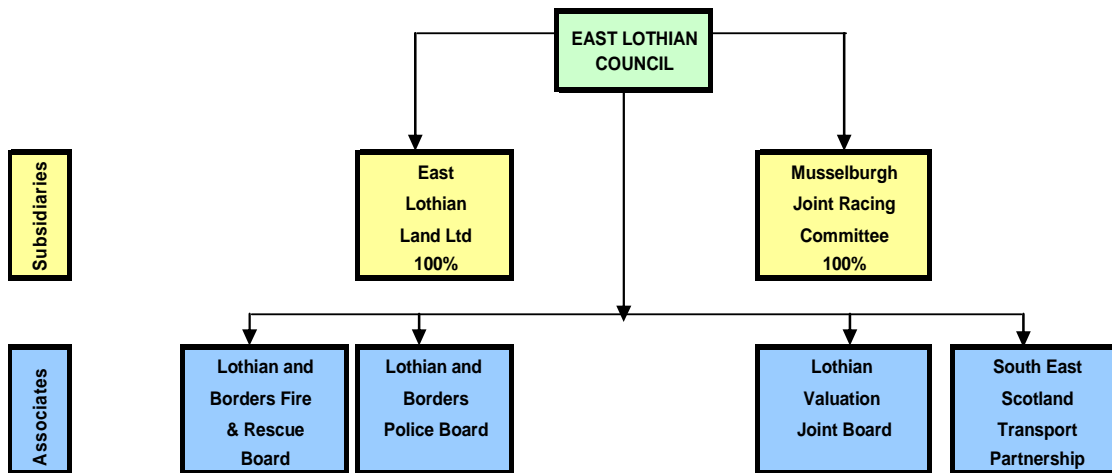 EAST LOTHIAN
COUNCIL
Subsidiaries
East
Lothian
Land Ltd
100%
Musselburgh
Joint Racing
Committee
100%
Associates
Lothian and
Borders Fire
& Rescue
Board
Lothian and
Borders
Police Board
Lothian
Valuation
Joint Board
South East
Scotland
Transport
Partnership